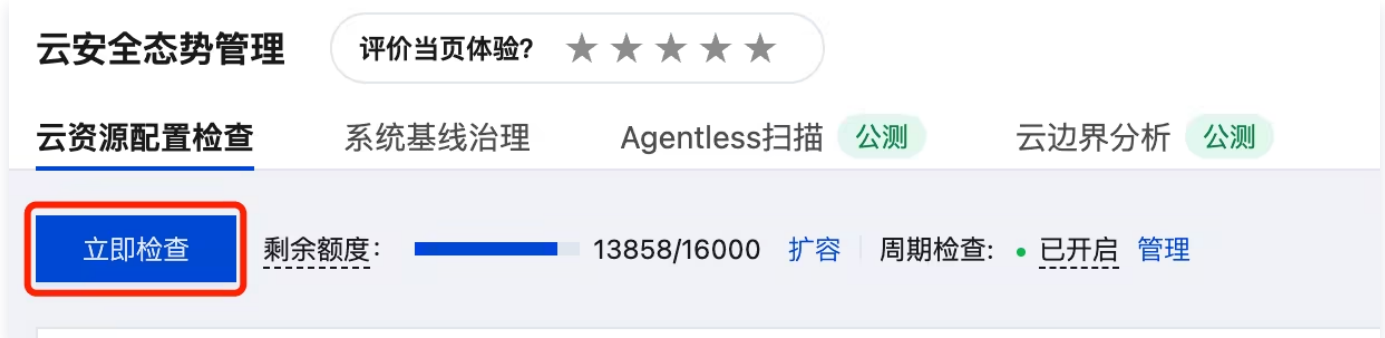 云安全态势管理 评价当页体验?
云资源配置检查 系统基线治理 Agentless扫描 公测 云边界分析 公测
立即检查 剩余额度: 13858/16000 扩容 周期检查: 已开启 管理